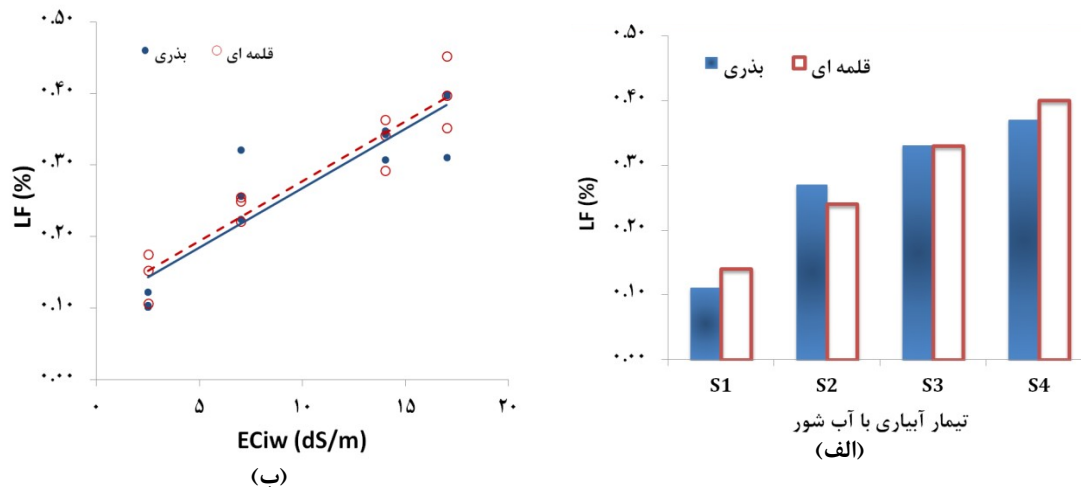 ۰.۵۰
۰.۴۰
۰.۳۰
۰.۲۰
۰.۱۰
۰.۰۰
LF (%)
بذری
قلمه ای
S1 S2 S3 S4
تیمار آبیاری با آب شور
(الف)
۰.۵۰
۰.۴۰
۰.۳۰
۰.۲۰
۰.۱۰
۰.۰۰
LF (%)
بذری
قلمه ای
۰ ۵ ۱۰ ۱۵ ۲۰
ECiw (dS/m)
(ب)